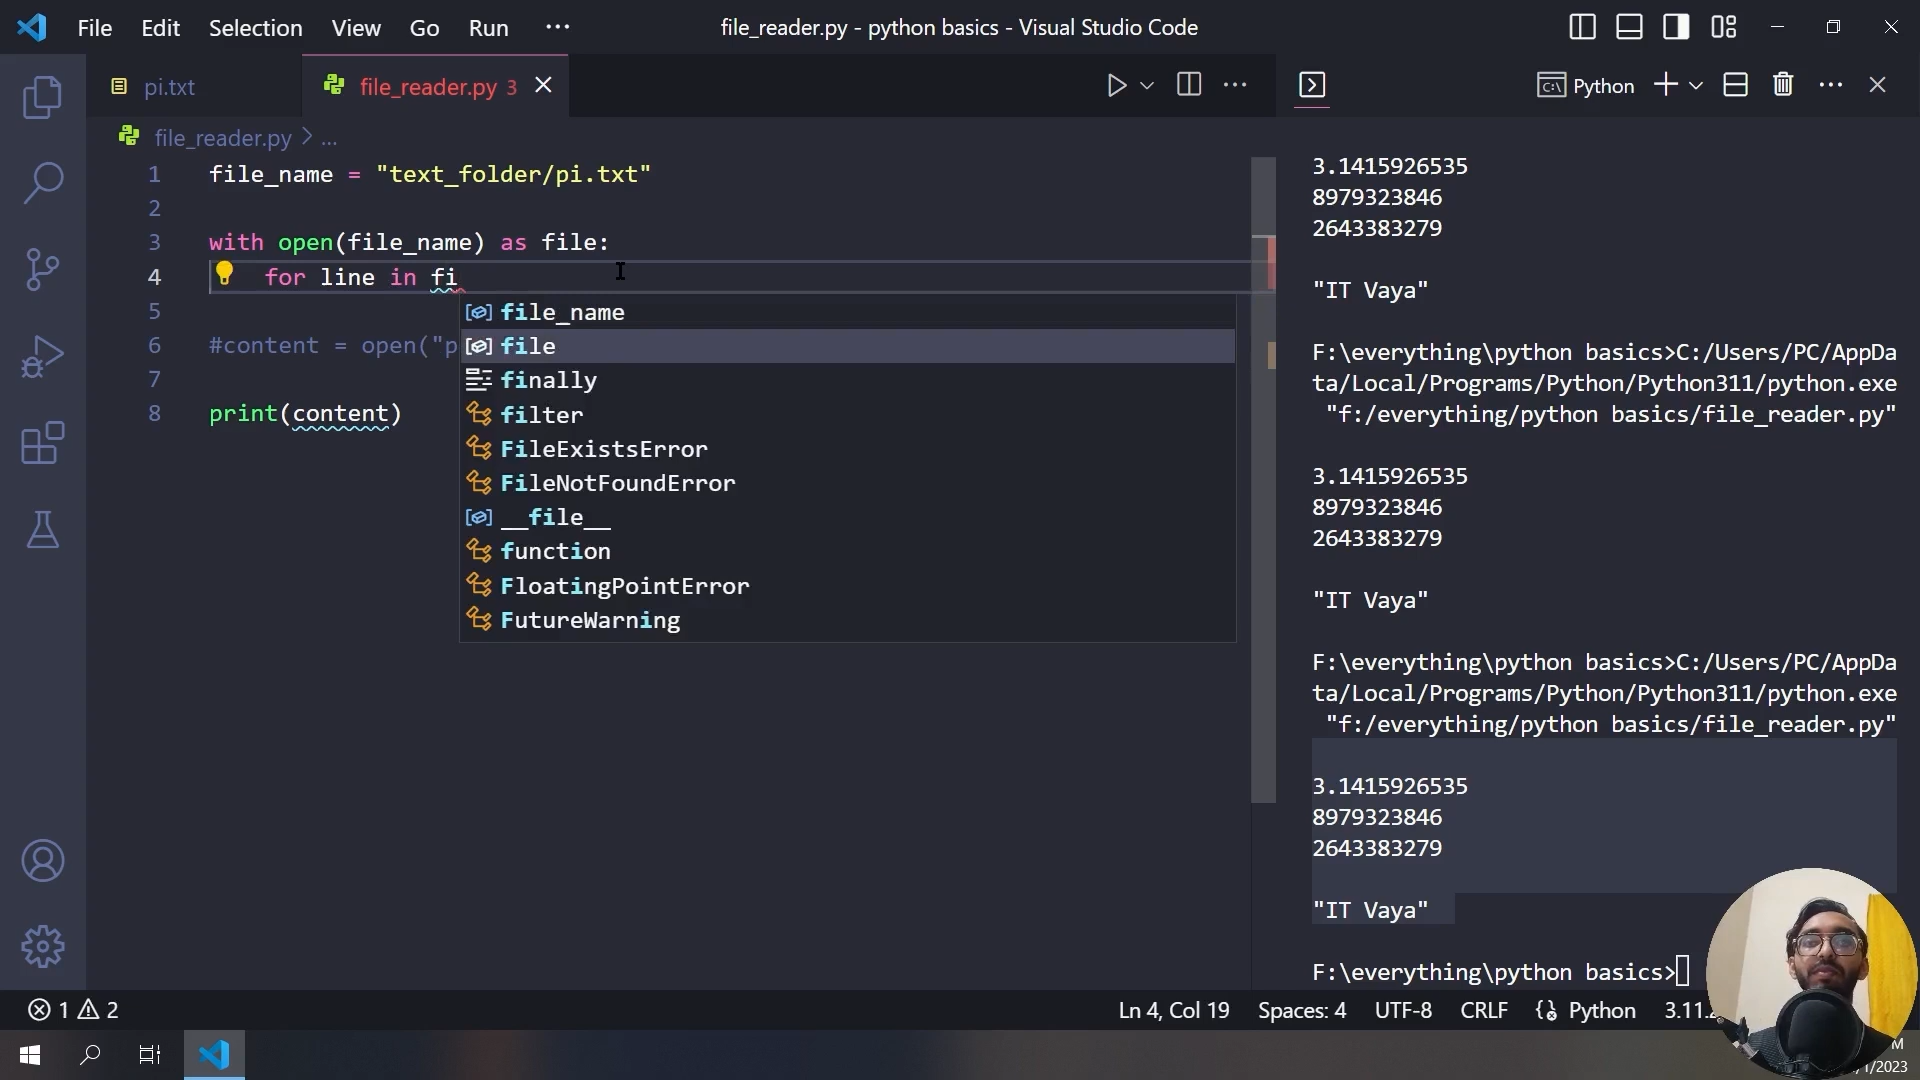 File Edit Selection View Go Run ···
file_reader.py - python basics - Visual Studio Code
pi.txt
file_reader.py 3
Python
file_reader.py > ...
1 file_name = "text_folder/pi.txt"
2
3 with open(file_name) as file:
4 for line in fi
5
6 #content = open("p
7
8 print(content)
file_name
file
finally
filter
FileExistsError
FileNotFoundError
__file__
function
FloatingPointError
FutureWarning
3.1415926535
8979323846
2643383279
"IT Vaya"
F:\everything\python basics>C:/Users/PC/AppDa
ta/Local/Programs/Python/Python311/python.exe
"f:/everything/python basics/file_reader.py"
3.1415926535
8979323846
2643383279
"IT Vaya"
F:\everything\python basics>C:/Users/PC/AppDa
ta/Local/Programs/Python/Python311/python.exe
"f:/everything/python basics/file_reader.py"
3.1415926535
8979323846
2643383279
"IT Vaya"
F:\everything\python basics>
1 2
Ln 4, Col 19 Spaces: 4 UTF-8 CRLF Python